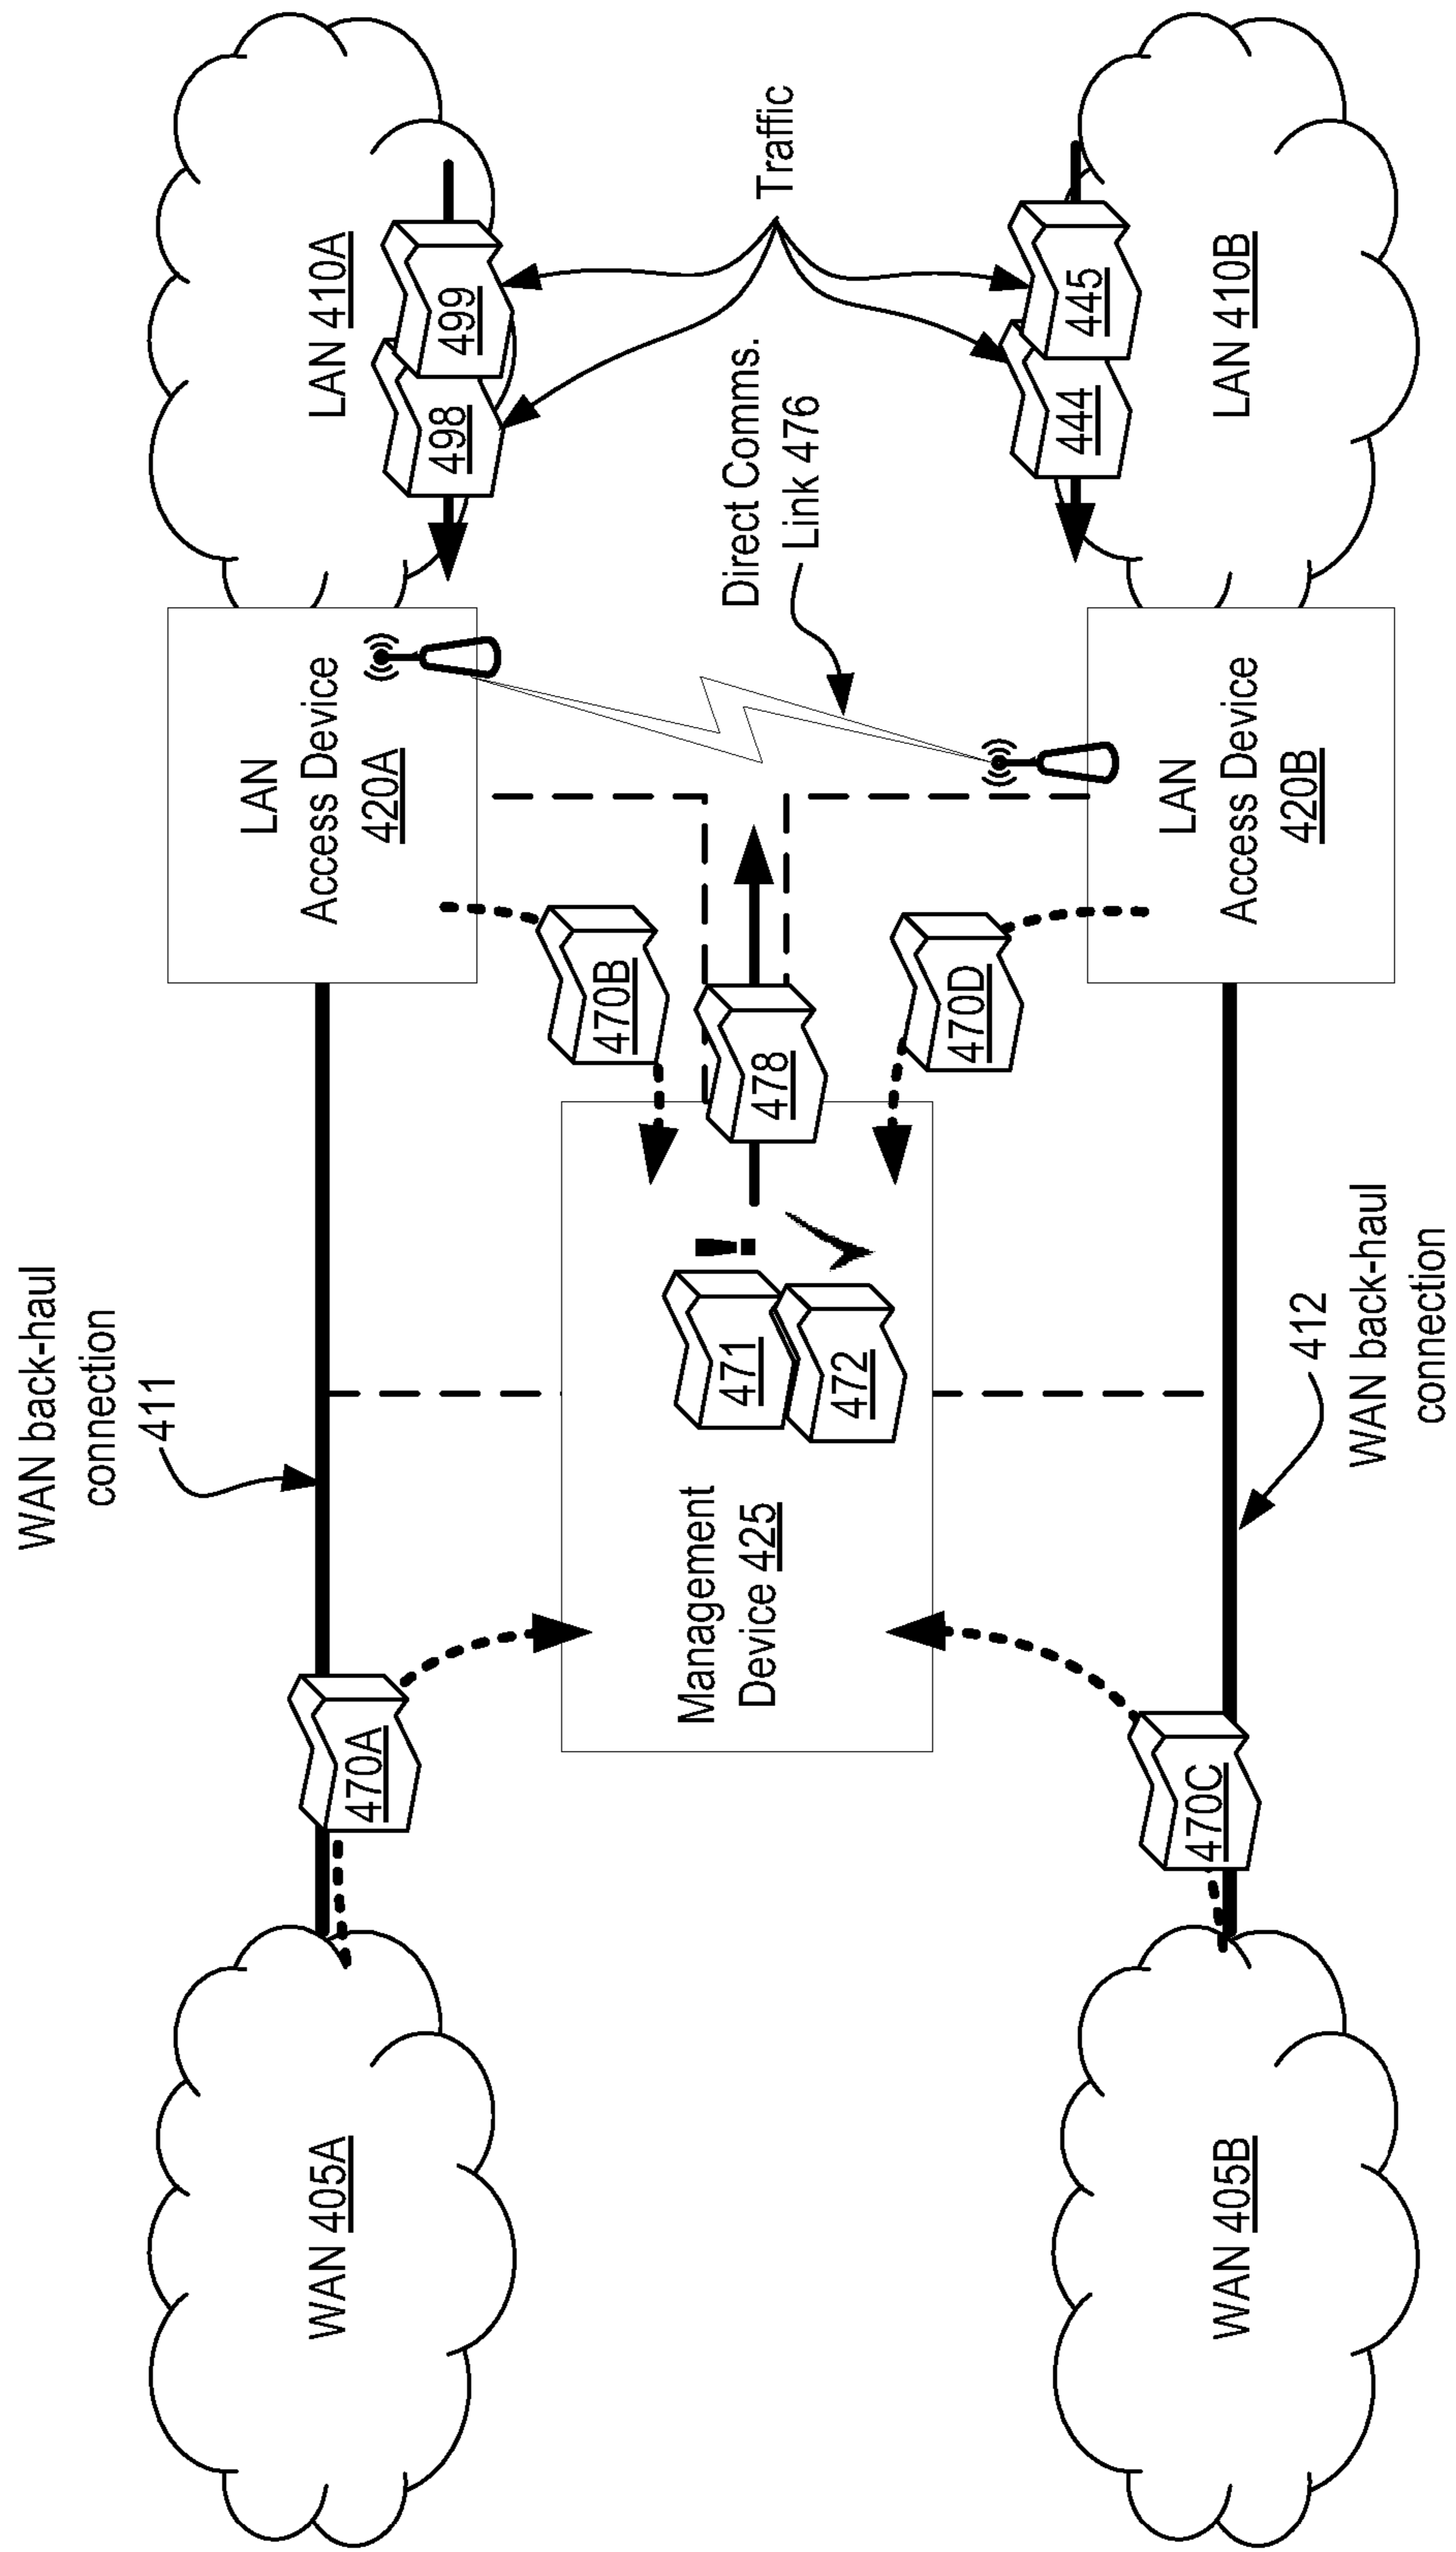 WAN back-haul
connection
411
WAN 405A
470A
LAN
Access Device
420A
LAN 410A
498
499
470B
Management
Device 425
471
472
478
Direct Comms.
Link 476
Traffic
470D
444
445
WAN 405B
470C
LAN
Access Device
420B
LAN 410B
412
WAN back-haul
connection